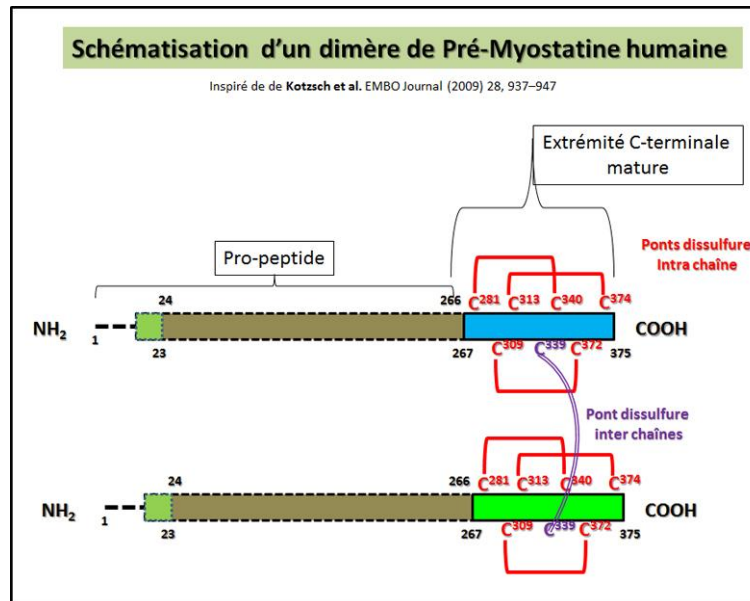 Schématisation d'un dimère de Pré-Myostatine humaine
Inspiré de de Kotzsch et al. EMBO Journal (2009) 28, 937–947
Extrémité C-terminale
mature
Pro-peptide
Ponts dissulfure
Intra chaîne
24
266
C281 C313 C340 C374
NH2
1
COOH
23
267
C309 C339 C372
375
Pont dissulfure
inter chaînes
24
266
C281 C313 C340 C374
NH2
1
COOH
23
267
C309 C339 C372
375